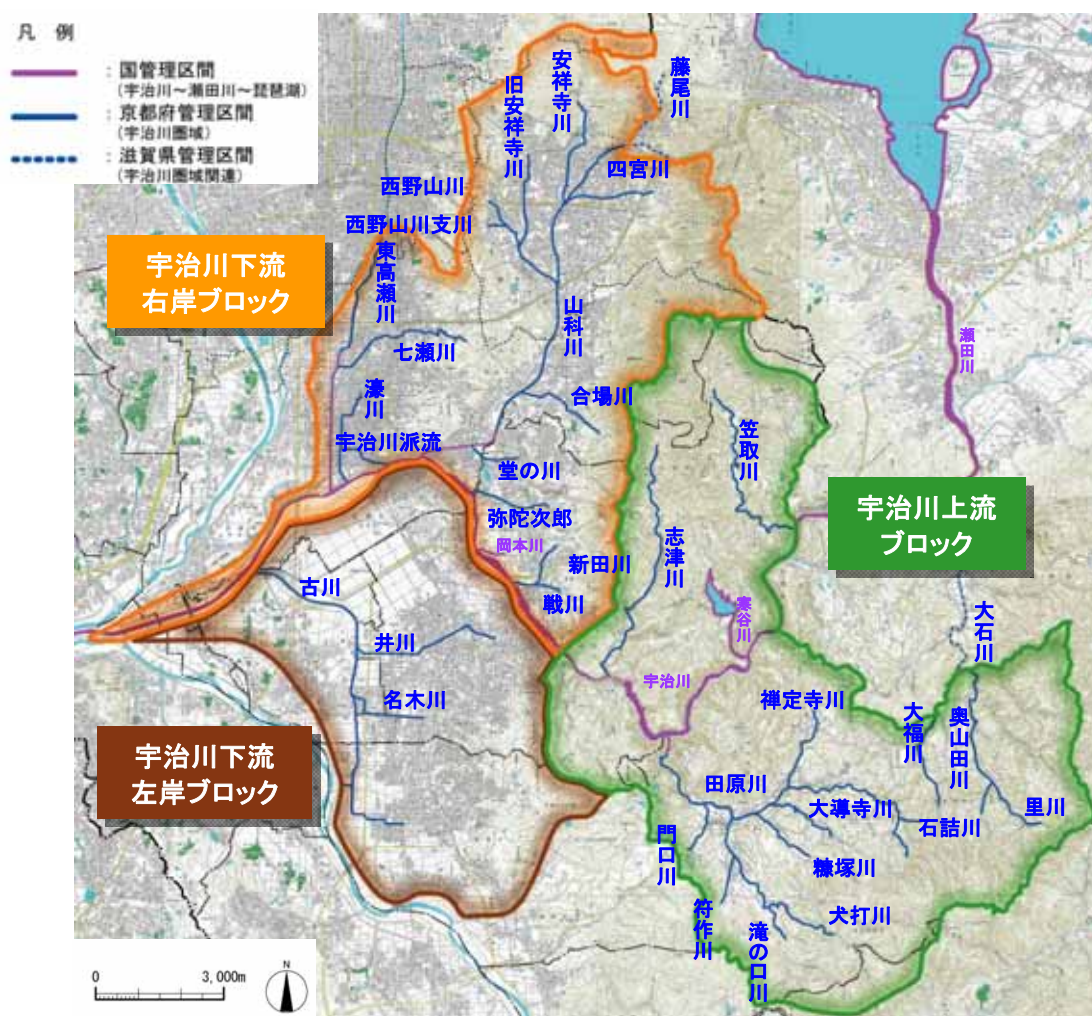 凡 例
：国管理区間
(宇治川～瀬田川～琵琶湖)
：京都府管理区間
(宇治川圏域)
：滋賀県管理区間
(宇治川圏域関連)
安祥寺川
藤尾川
旧安祥寺川
四宮川
西野山川
西野山川支川
宇治川下流
右岸ブロック
東高瀬川
山科川
七瀬川
瀬田川
濠川
合場川
笠取川
宇治川派流
堂の川
宇治川上流
ブロック
弥陀次郎
岡本川
志津川
新田川
古川
戦川
寒谷川
大石川
井川
宇治川
名木川
禅定寺川
大福川
奥山田川
宇治川下流
左岸ブロック
田原川
大導寺川
里川
石詰川
門口川
糠塚川
符作川
犬打川
滝の口川
0 3,000m
N